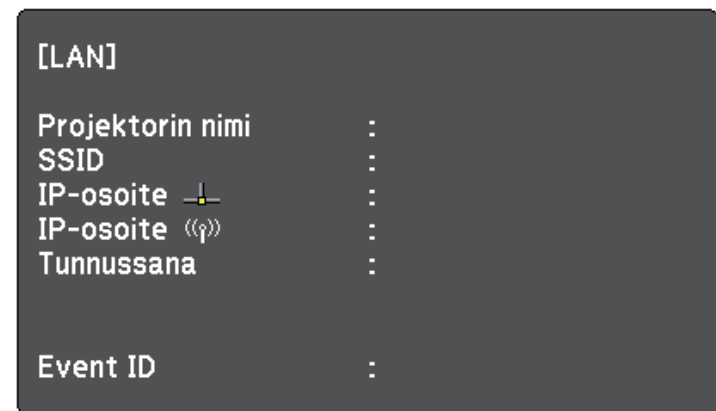 [LAN]
Projektorin nimi :
SSID :
IP-osoite :
IP-osoite :
Tunnussana :
Event ID :